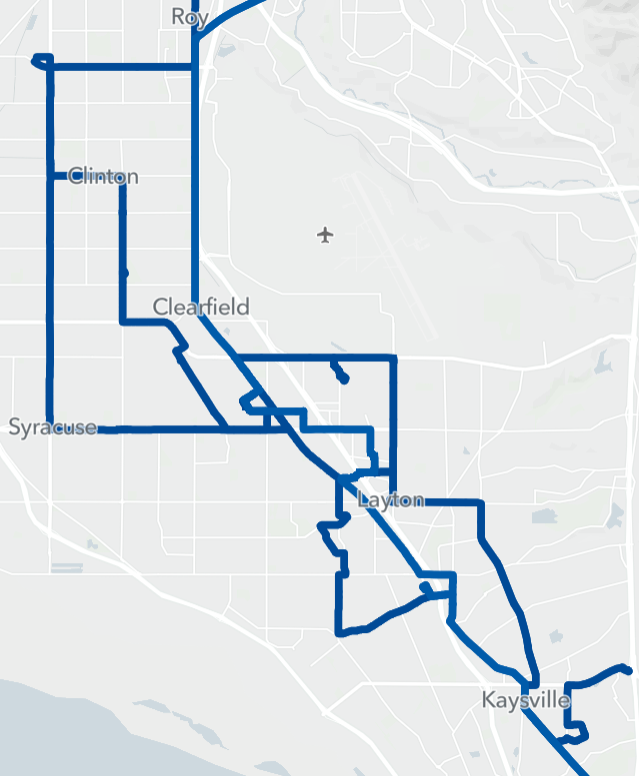 Roy
Clinton
Clearfield
Syracuse
Layton
Kaysville